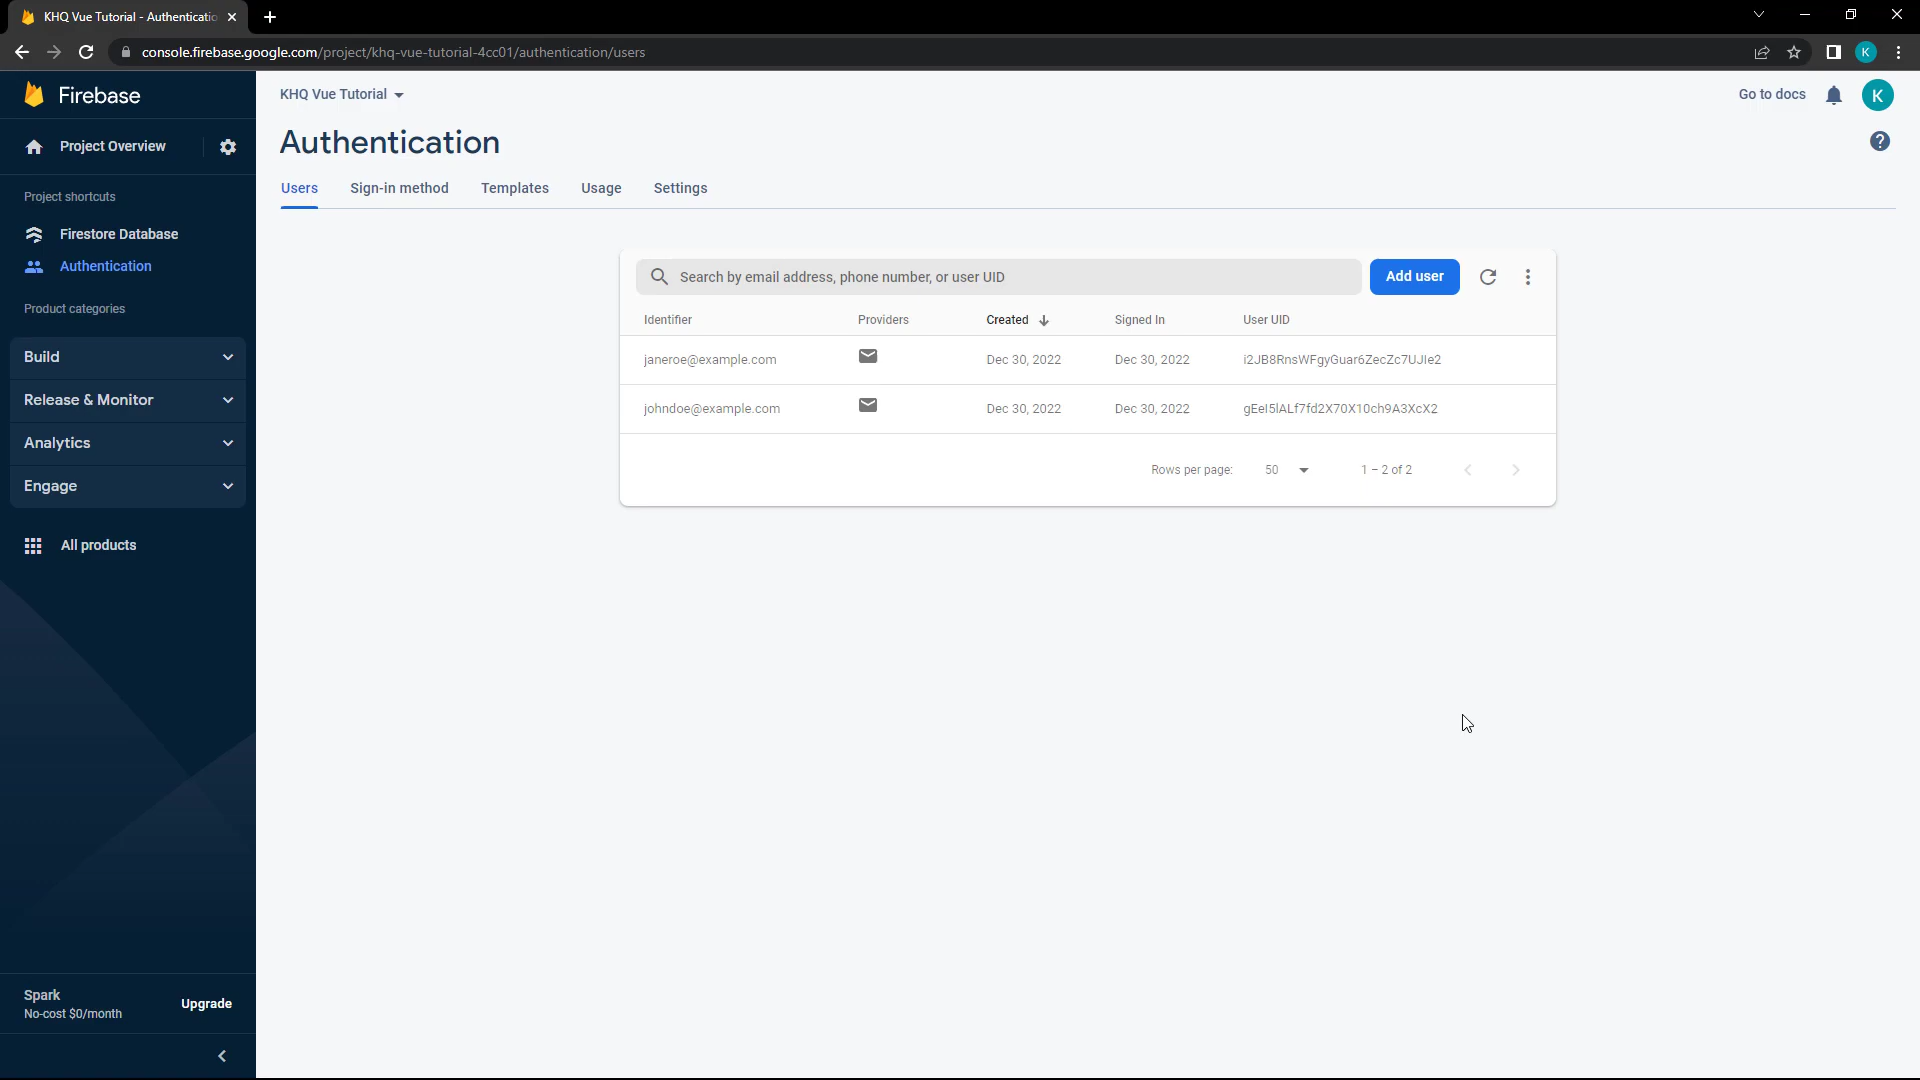 KHQ Vue Tutorial - Authenticatio
console.firebase.google.com/project/khq-vue-tutorial-4cc01/authentication/users
K
Firebase
Project Overview
Project shortcuts
Firestore Database
Authentication
Product categories
Build
Release & Monitor
Analytics
Engage
All products
Spark
No-cost $0/month
Upgrade
KHQ Vue Tutorial
Go to docs
K
Authentication
?
Users Sign-in method Templates Usage Settings
Search by email address, phone number, or user UID
Add user
Identifier Providers Created Signed In User UID
janeroe@example.com Dec 30, 2022 Dec 30, 2022 i2JB8RnsWFgyGuar6ZecZc7UJIe2
johndoe@example.com Dec 30, 2022 Dec 30, 2022 gEeI5lALf7fd2X70X10ch9A3XcX2
Rows per page: 50 1 – 2 of 2